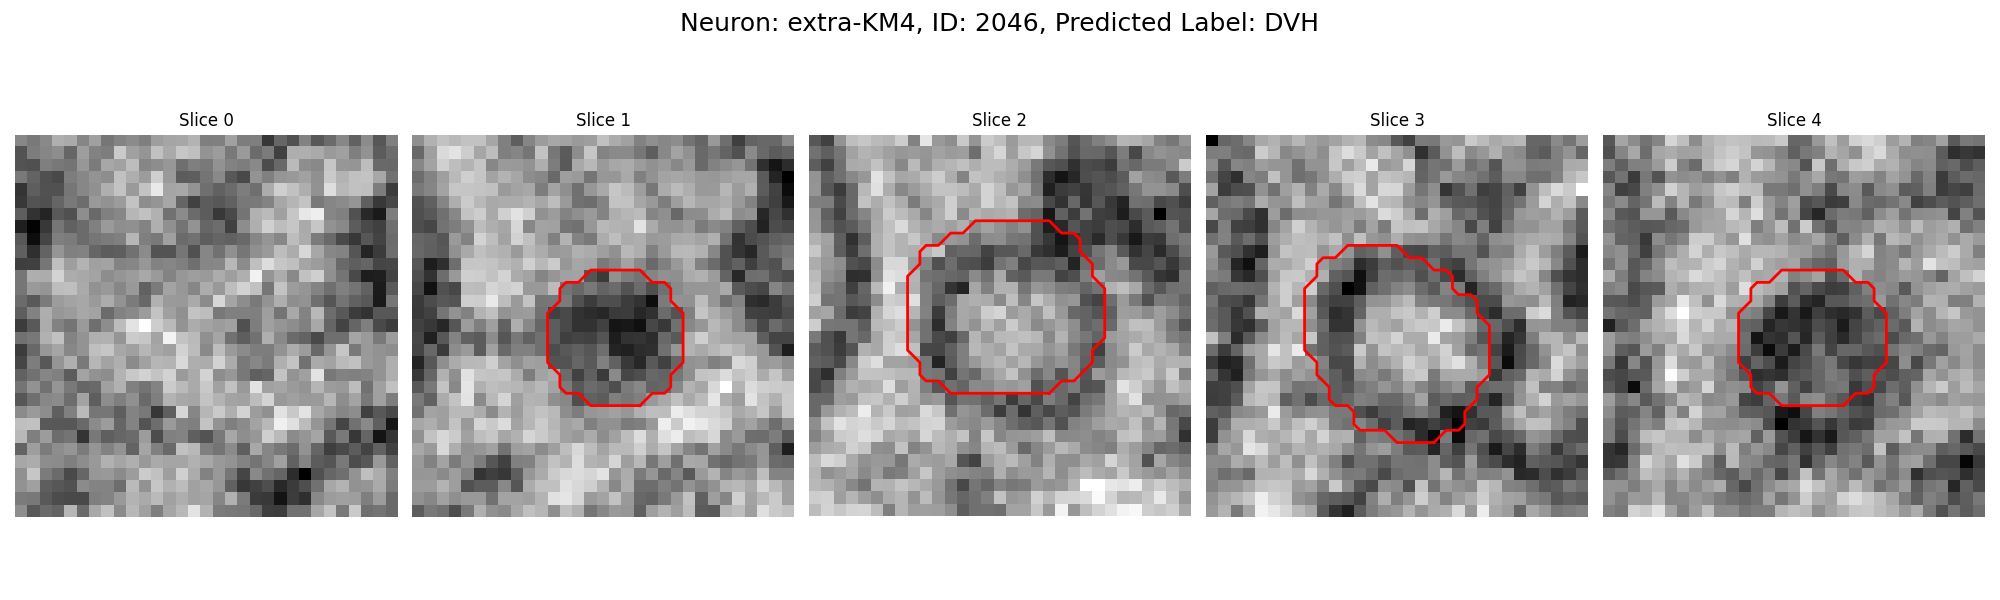 Neuron: extra-KM4, ID: 2046, Predicted Label: DVH
Slice 0
Slice 1
Slice 2
Slice 3
Slice 4